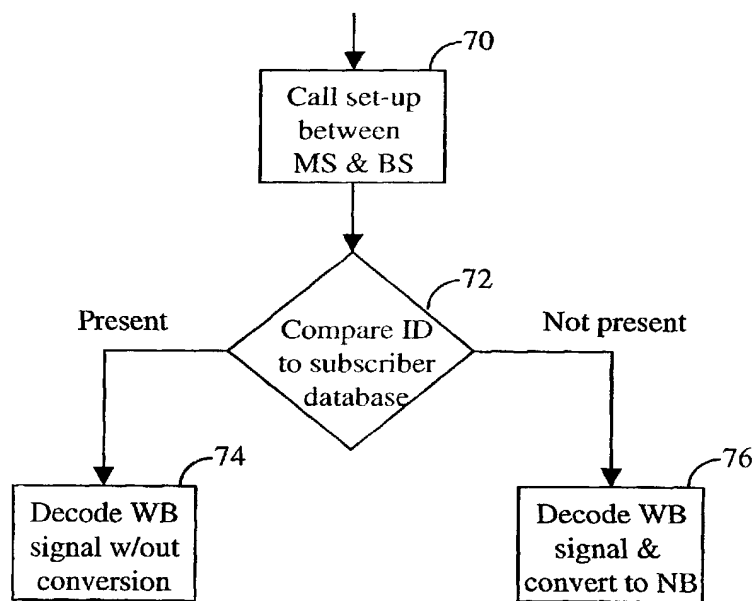 70
Call set-up
between
MS & BS
72
Present
Not present
Compare ID
to subscriber
database
74
76
Decode WB
signal w/out
conversion
Decode WB
signal &
convert to NB